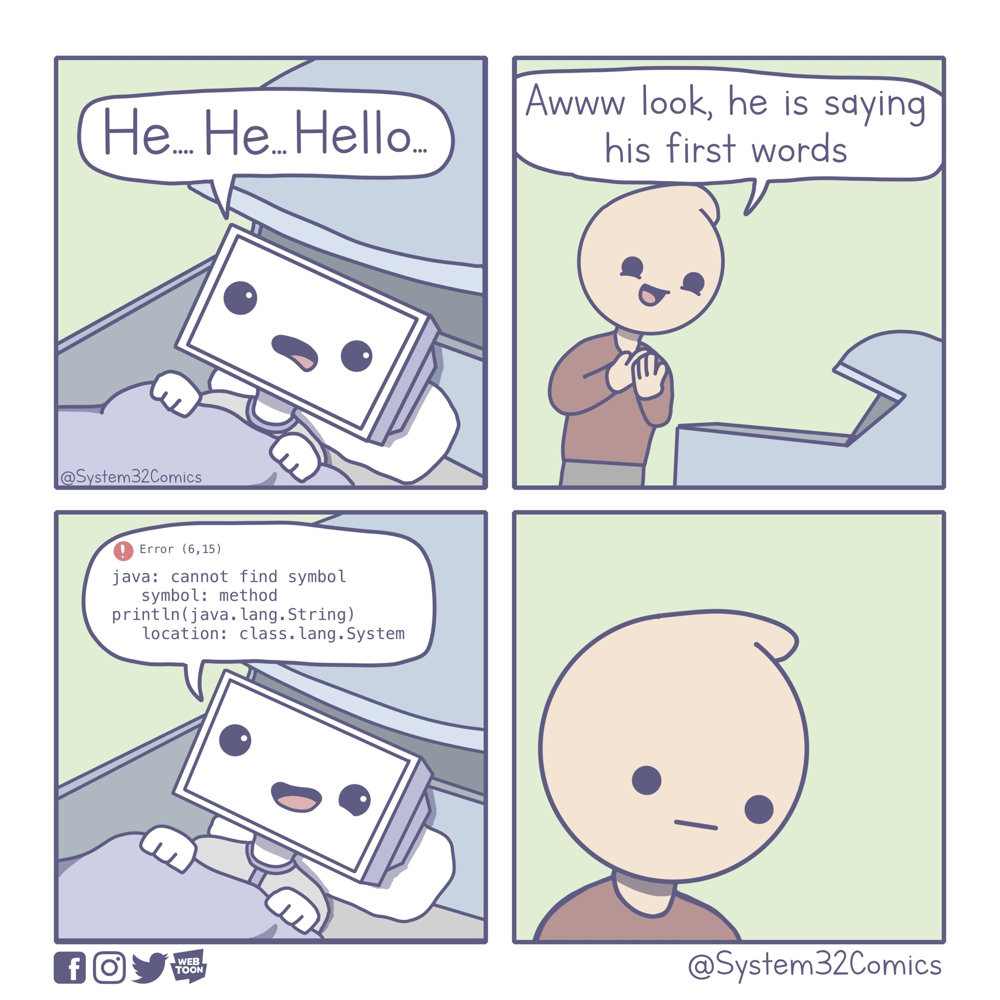 He.... He... Hello...
@System32Comics
Awww look, he is saying
his first words
! Error (6,15)
java: cannot find symbol
symbol: method
println(java.lang.String)
location: class.lang.System
f
WEB
TOON
@System32Comics